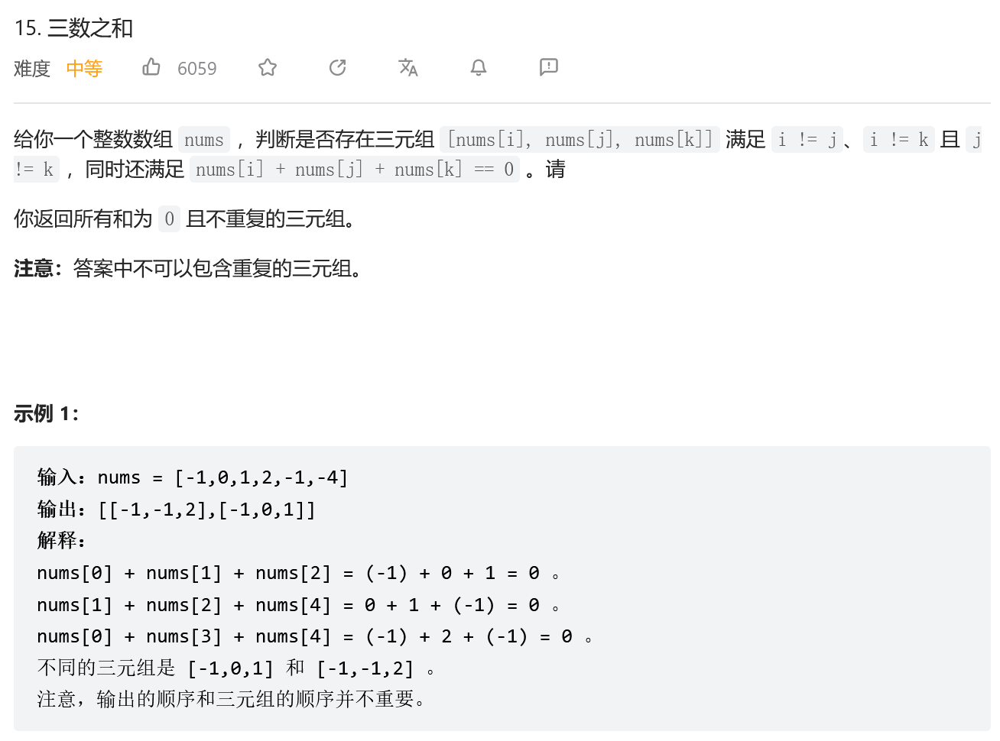 15. 三数之和
难度 中等 6059
给你一个整数数组 nums ，判断是否存在三元组 [nums[i], nums[j], nums[k]] 满足 i != j、i != k 且 j
!= k ，同时还满足 nums[i] + nums[j] + nums[k] == 0 。请
你返回所有和为 0 且不重复的三元组。
注意：答案中不可以包含重复的三元组。
示例 1：
输入：nums = [-1,0,1,2,-1,-4]
输出：[[-1,-1,2],[-1,0,1]]
解释：
nums[0] + nums[1] + nums[2] = (-1) + 0 + 1 = 0 。
nums[1] + nums[2] + nums[4] = 0 + 1 + (-1) = 0 。
nums[0] + nums[3] + nums[4] = (-1) + 2 + (-1) = 0 。
不同的三元组是 [-1,0,1] 和 [-1,-1,2] 。
注意，输出的顺序和三元组的顺序并不重要。